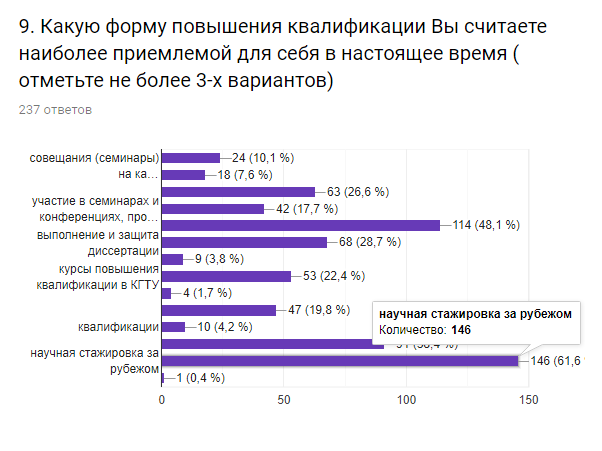 9. Какую форму повышения квалификации Вы считаете
наиболее приемлемой для себя в настоящее время (
отметьте не более 3-х вариантов)
237 ответов
совещания (семинары)
на ка…
24 (10,1 %)
18 (7,6 %)
63 (26,6 %)
участие в семинарах и
конференциях, про…
42 (17,7 %)
114 (48,1 %)
выполнение и защита
диссертации
68 (28,7 %)
9 (3,8 %)
курсы повышения
квалификации в КГТУ
53 (22,4 %)
4 (1,7 %)
47 (19,8 %)
квалификации
10 (4,2 %)
научная стажировка за рубежом
Количество: 146
научная стажировка за
рубежом
146 (61,6
1 (0,4 %)
0 50 100 150